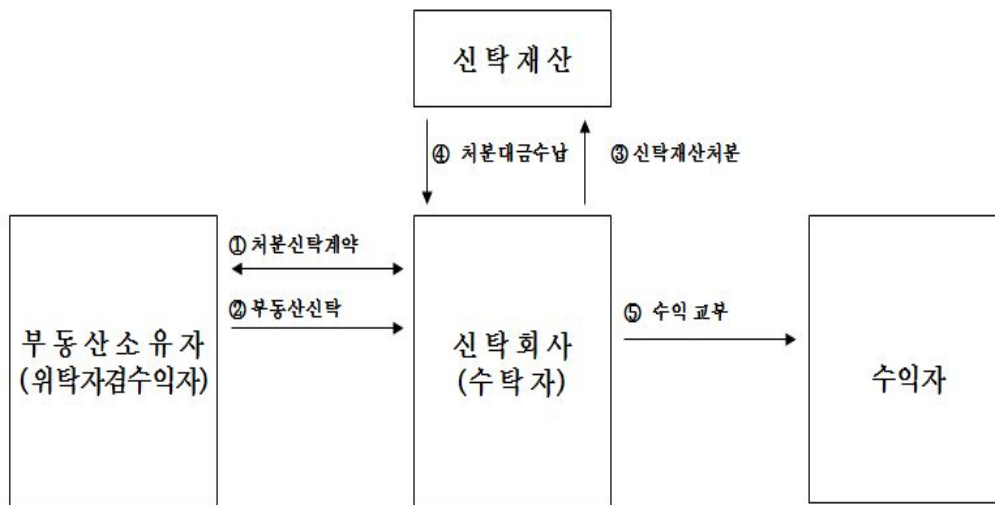 신 탁 재 산
④ 처분대금수납
③ 신탁재산처분
① 처분신탁계약
② 부동산신탁
부 동 산 소 유 자
(위탁자겸수익자)
신 탁 회 사
(수 탁 자)
⑤ 수익 교부
수익자